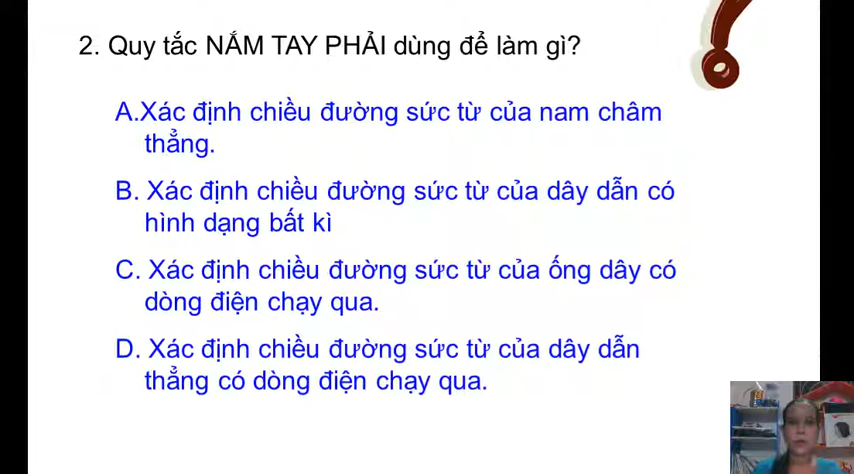 2. Quy tắc NẮM TAY PHẢI dùng để làm gì?
A.Xác định chiều đường sức từ của nam châm
thẳng.
B. Xác định chiều đường sức từ của dây dẫn có
hình dạng bất kì
C. Xác định chiều đường sức từ của ống dây có
dòng điện chạy qua.
D. Xác định chiều đường sức từ của dây dẫn
thẳng có dòng điện chạy qua.